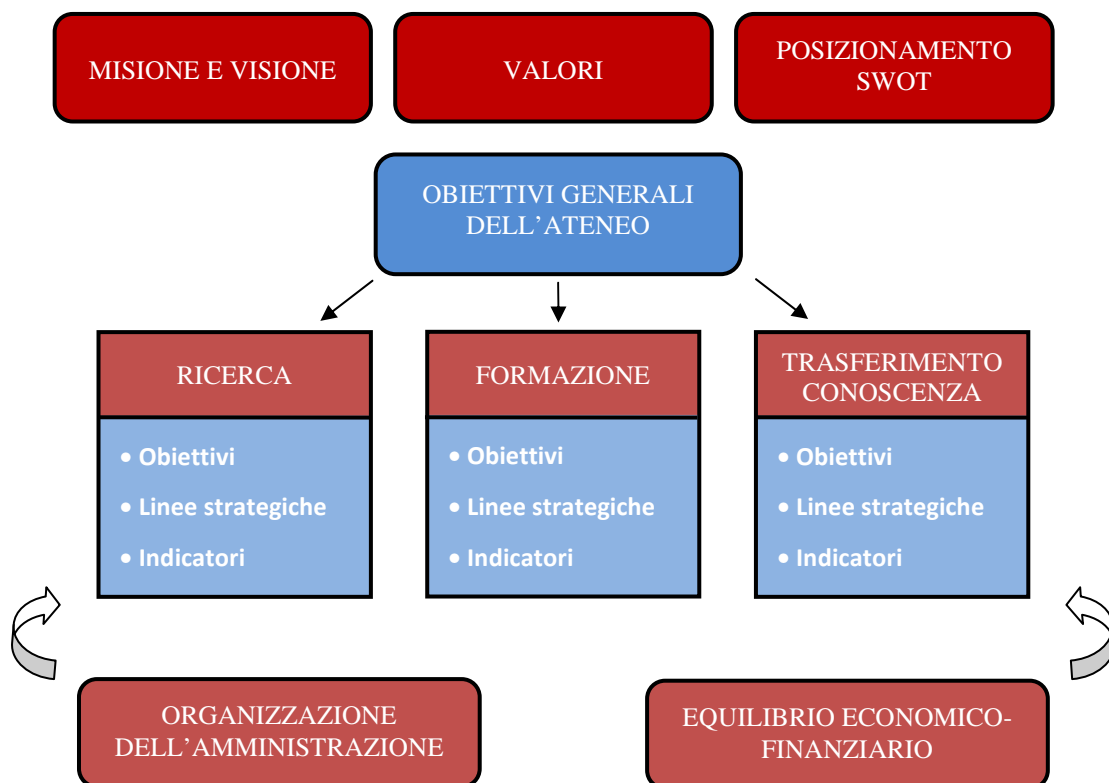 MISIONE E VISIONE
VALORI
POSIZIONAMENTO
SWOT
OBIETTIVI GENERALI
DELL’ATENEO
RICERCA
• Obiettivi
• Linee strategiche
• Indicatori
FORMAZIONE
• Obiettivi
• Linee strategiche
• Indicatori
TRASFERIMENTO
CONOSCENZA
• Obiettivi
• Linee strategiche
• Indicatori
ORGANIZZAZIONE
DELL’AMMINISTRAZIONE
EQUILIBRIO ECONOMICO-
FINANZIARIO